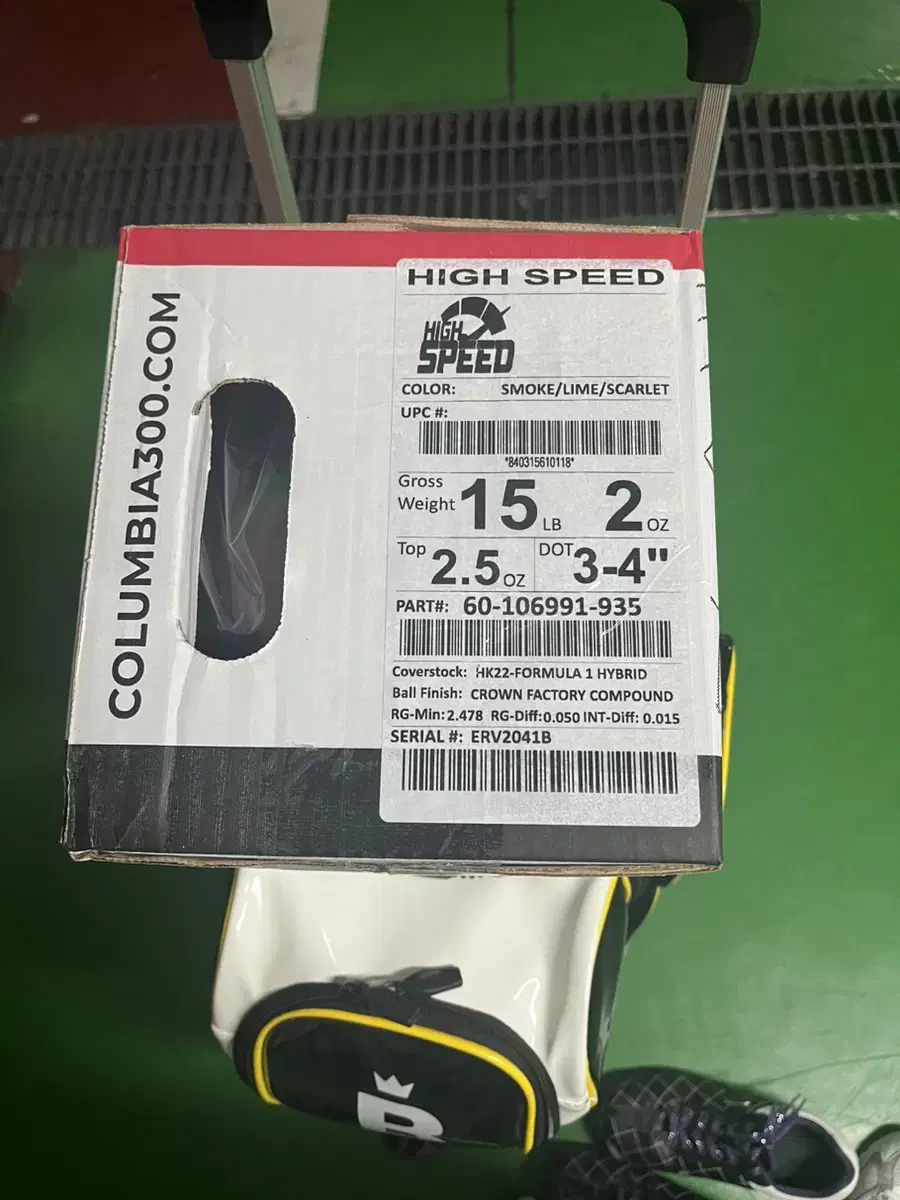 COLUMBIA300.COM
HIGH SPEED
HIGH
SPEED
COLOR: SMOKE/LIME/SCARLET
UPC #:
*840315610118*
Gross Weight 15 LB 2 OZ
Top 2.5 OZ DOT 3-4"
PART#: 60-106991-935
Coverstock: HK22-FORMULA 1 HYBRID
Ball Finish: CROWN FACTORY COMPOUND
RG-Min: 2.478 RG-Diff: 0.050 INT-Diff: 0.015
SERIAL #: ERV2041B
B